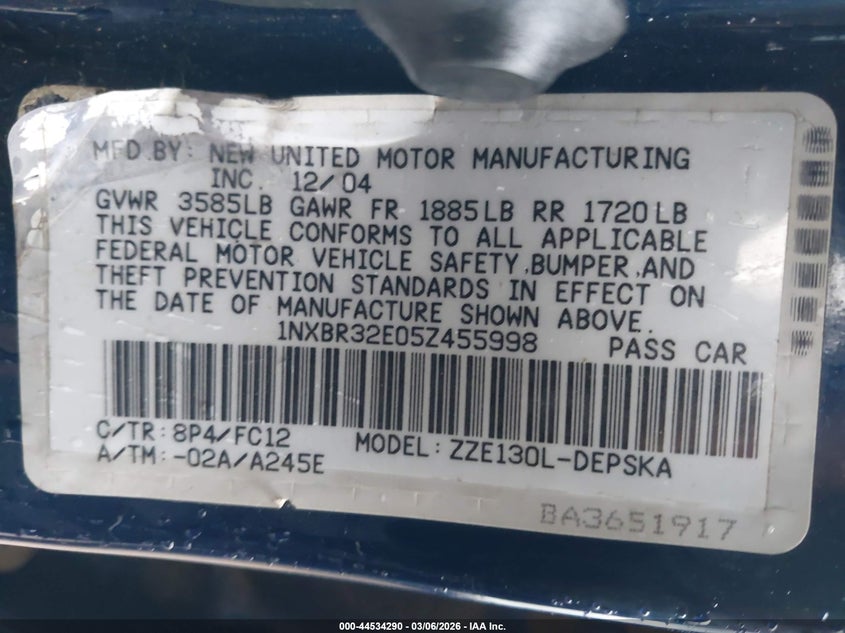 MFD.BY: NEW UNITED MOTOR MANUFACTURING
INC. 12/04
GVWR 3585LB GAWR FR 1885LB RR 1720LB
THIS VEHICLE CONFORMS TO ALL APPLICABLE
FEDERAL MOTOR VEHICLE SAFETY,BUMPER,AND
THEFT PREVENTION STANDARDS IN EFFECT ON
THE DATE OF MANUFACTURE SHOWN ABOVE.
1NXBR32E05Z455998 PASS CAR
C/TR:8P4/FC12 MODEL:ZZE130L-DEPSKA
A/TM:-02A/A245E
BA3651917
000-44534290 - 03/06/2026 - IAA Inc.